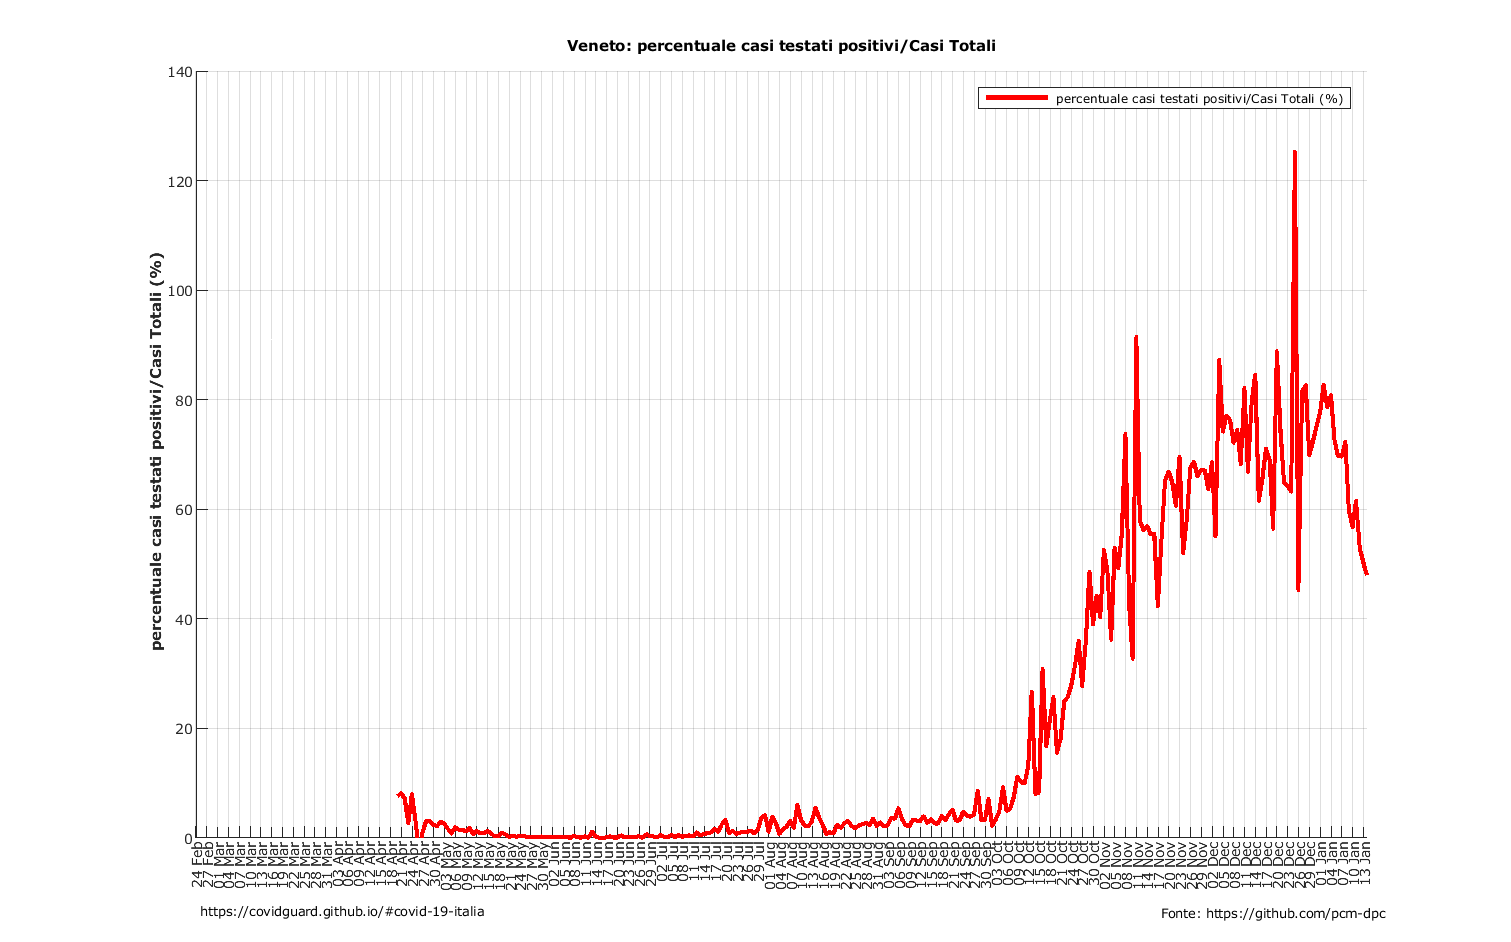 Veneto: percentuale casi testati positivi/Casi Totali
percentuale casi testati positivi/Casi Totali (%)
percentuale casi testati positivi/Casi Totali (%)
140
120
100
80
60
40
20
0
24 Feb
27 Feb
01 Mar
04 Mar
07 Mar
10 Mar
13 Mar
16 Mar
19 Mar
22 Mar
25 Mar
28 Mar
31 Mar
03 Apr
06 Apr
09 Apr
12 Apr
15 Apr
18 Apr
21 Apr
24 Apr
27 Apr
30 Apr
03 May
06 May
09 May
12 May
15 May
18 May
21 May
24 May
27 May
30 May
02 Jun
05 Jun
08 Jun
11 Jun
14 Jun
17 Jun
20 Jun
23 Jun
26 Jun
29 Jun
02 Jul
05 Jul
08 Jul
11 Jul
14 Jul
17 Jul
20 Jul
23 Jul
26 Jul
29 Jul
01 Aug
04 Aug
07 Aug
10 Aug
13 Aug
16 Aug
19 Aug
22 Aug
25 Aug
28 Aug
31 Aug
03 Sep
06 Sep
09 Sep
12 Sep
15 Sep
18 Sep
21 Sep
24 Sep
27 Sep
30 Sep
03 Oct
06 Oct
09 Oct
12 Oct
15 Oct
18 Oct
21 Oct
24 Oct
27 Oct
30 Oct
02 Nov
05 Nov
08 Nov
11 Nov
14 Nov
17 Nov
20 Nov
23 Nov
26 Nov
29 Nov
02 Dec
05 Dec
08 Dec
11 Dec
14 Dec
17 Dec
20 Dec
23 Dec
26 Dec
29 Dec
01 Jan
04 Jan
07 Jan
10 Jan
13 Jan
https://covidguard.github.io/#covid-19-italia
Fonte: https://github.com/pcm-dpc